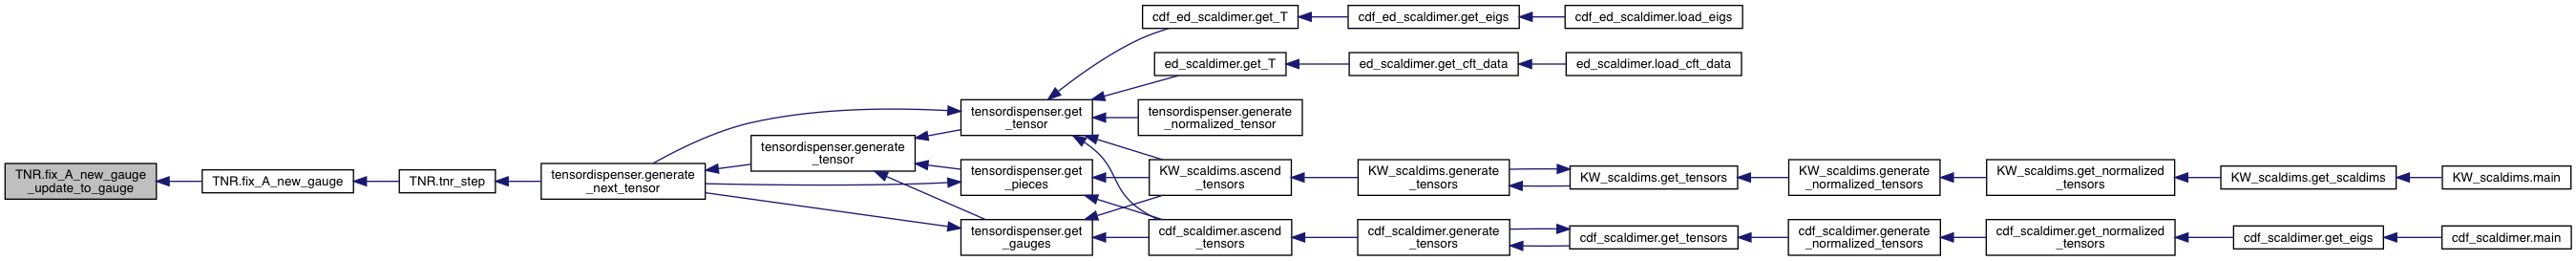 cdf_ed_scaldimer.get_T
cdf_ed_scaldimer.get_eigs
cdf_ed_scaldimer.load_eigs
ed_scaldimer.get_T
ed_scaldimer.get_cft_data
ed_scaldimer.load_cft_data
tensordispenser.get
_tensor
tensordispenser.generate
_normalized_tensor
tensordispenser.generate
_tensor
TNR.fix_A_new_gauge
_update_to_gauge
TNR.fix_A_new_gauge
TNR.tnr_step
tensordispenser.generate
_next_tensor
tensordispenser.get
_pieces
KW_scaldims.ascend
_tensors
KW_scaldims.generate
_tensors
KW_scaldims.get_tensors
KW_scaldims.generate
_normalized_tensors
KW_scaldims.get_normalized
_tensors
KW_scaldims.get_scaldims
KW_scaldims.main
tensordispenser.get
_gauges
cdf_scaldimer.ascend
_tensors
cdf_scaldimer.generate
_tensors
cdf_scaldimer.get_tensors
cdf_scaldimer.generate
_normalized_tensors
cdf_scaldimer.get_normalized
_tensors
cdf_scaldimer.get_eigs
cdf_scaldimer.main